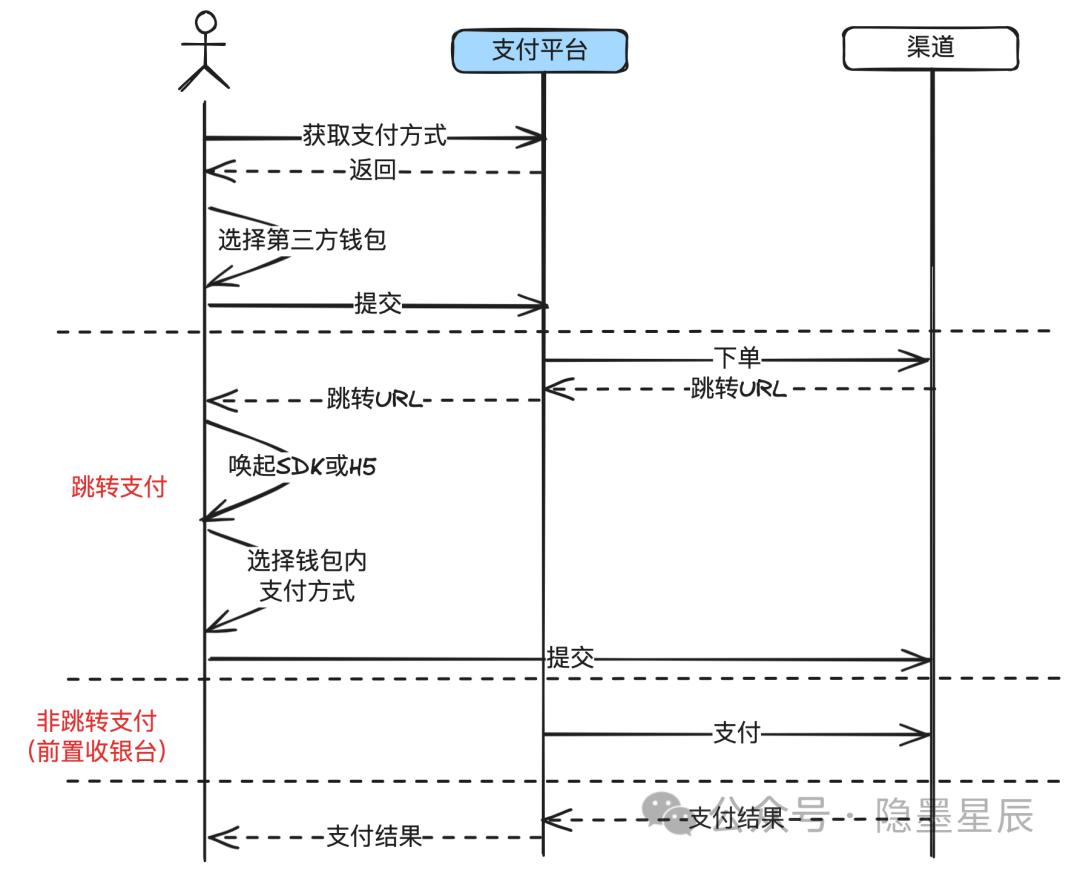 支付平台
渠道
获取支付方式
返回
选择第三方钱包
提交
下单
跳转URL
跳转URL
唤起SDK或H5
跳转支付
选择钱包内
支付方式
提交
非跳转支付
(前置收银台)
支付
公众号 · 隐墨星辰
支付结果
支付结果